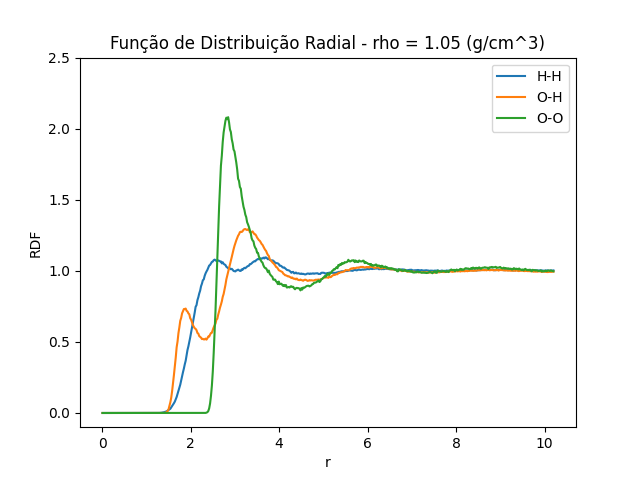 Função de Distribuição Radial - rho = 1.05 (g/cm^3)
2.5
2.0
1.5
1.0
0.5
0.0
RDF
H-H
O-H
O-O
0 2 4 6 8 10
r